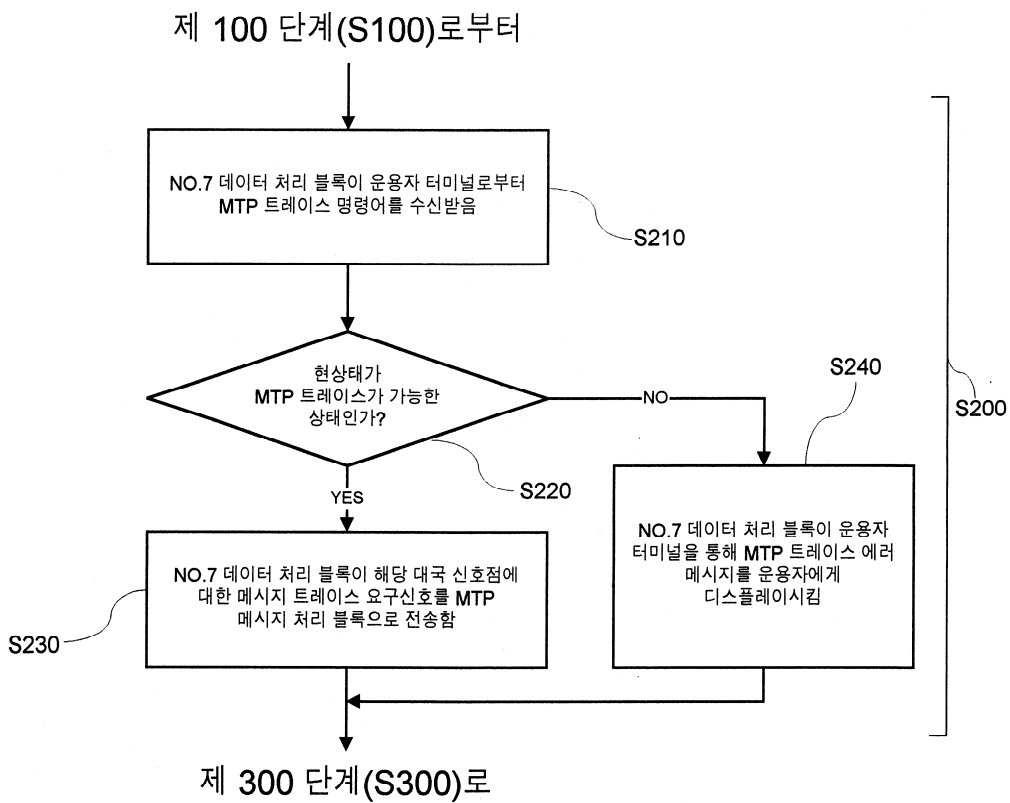 제 100 단계(S100)로부터
NO.7 데이터 처리 블록이 운용자 터미널로부터
MTP 트레이스 명령어를 수신받음
S210
현상태가
MTP 트레이스가 가능한
상태인가?
NO
S240
S200
S220
YES
NO.7 데이터 처리 블록이 운용자
터미널을 통해 MTP 트레이스 에러
메시지를 운용자에게
디스플레이시킴
NO.7 데이터 처리 블록이 해당 대국 신호점에
대한 메시지 트레이스 요구신호를 MTP
메시지 처리 블록으로 전송함
S230
제 300 단계(S300)로